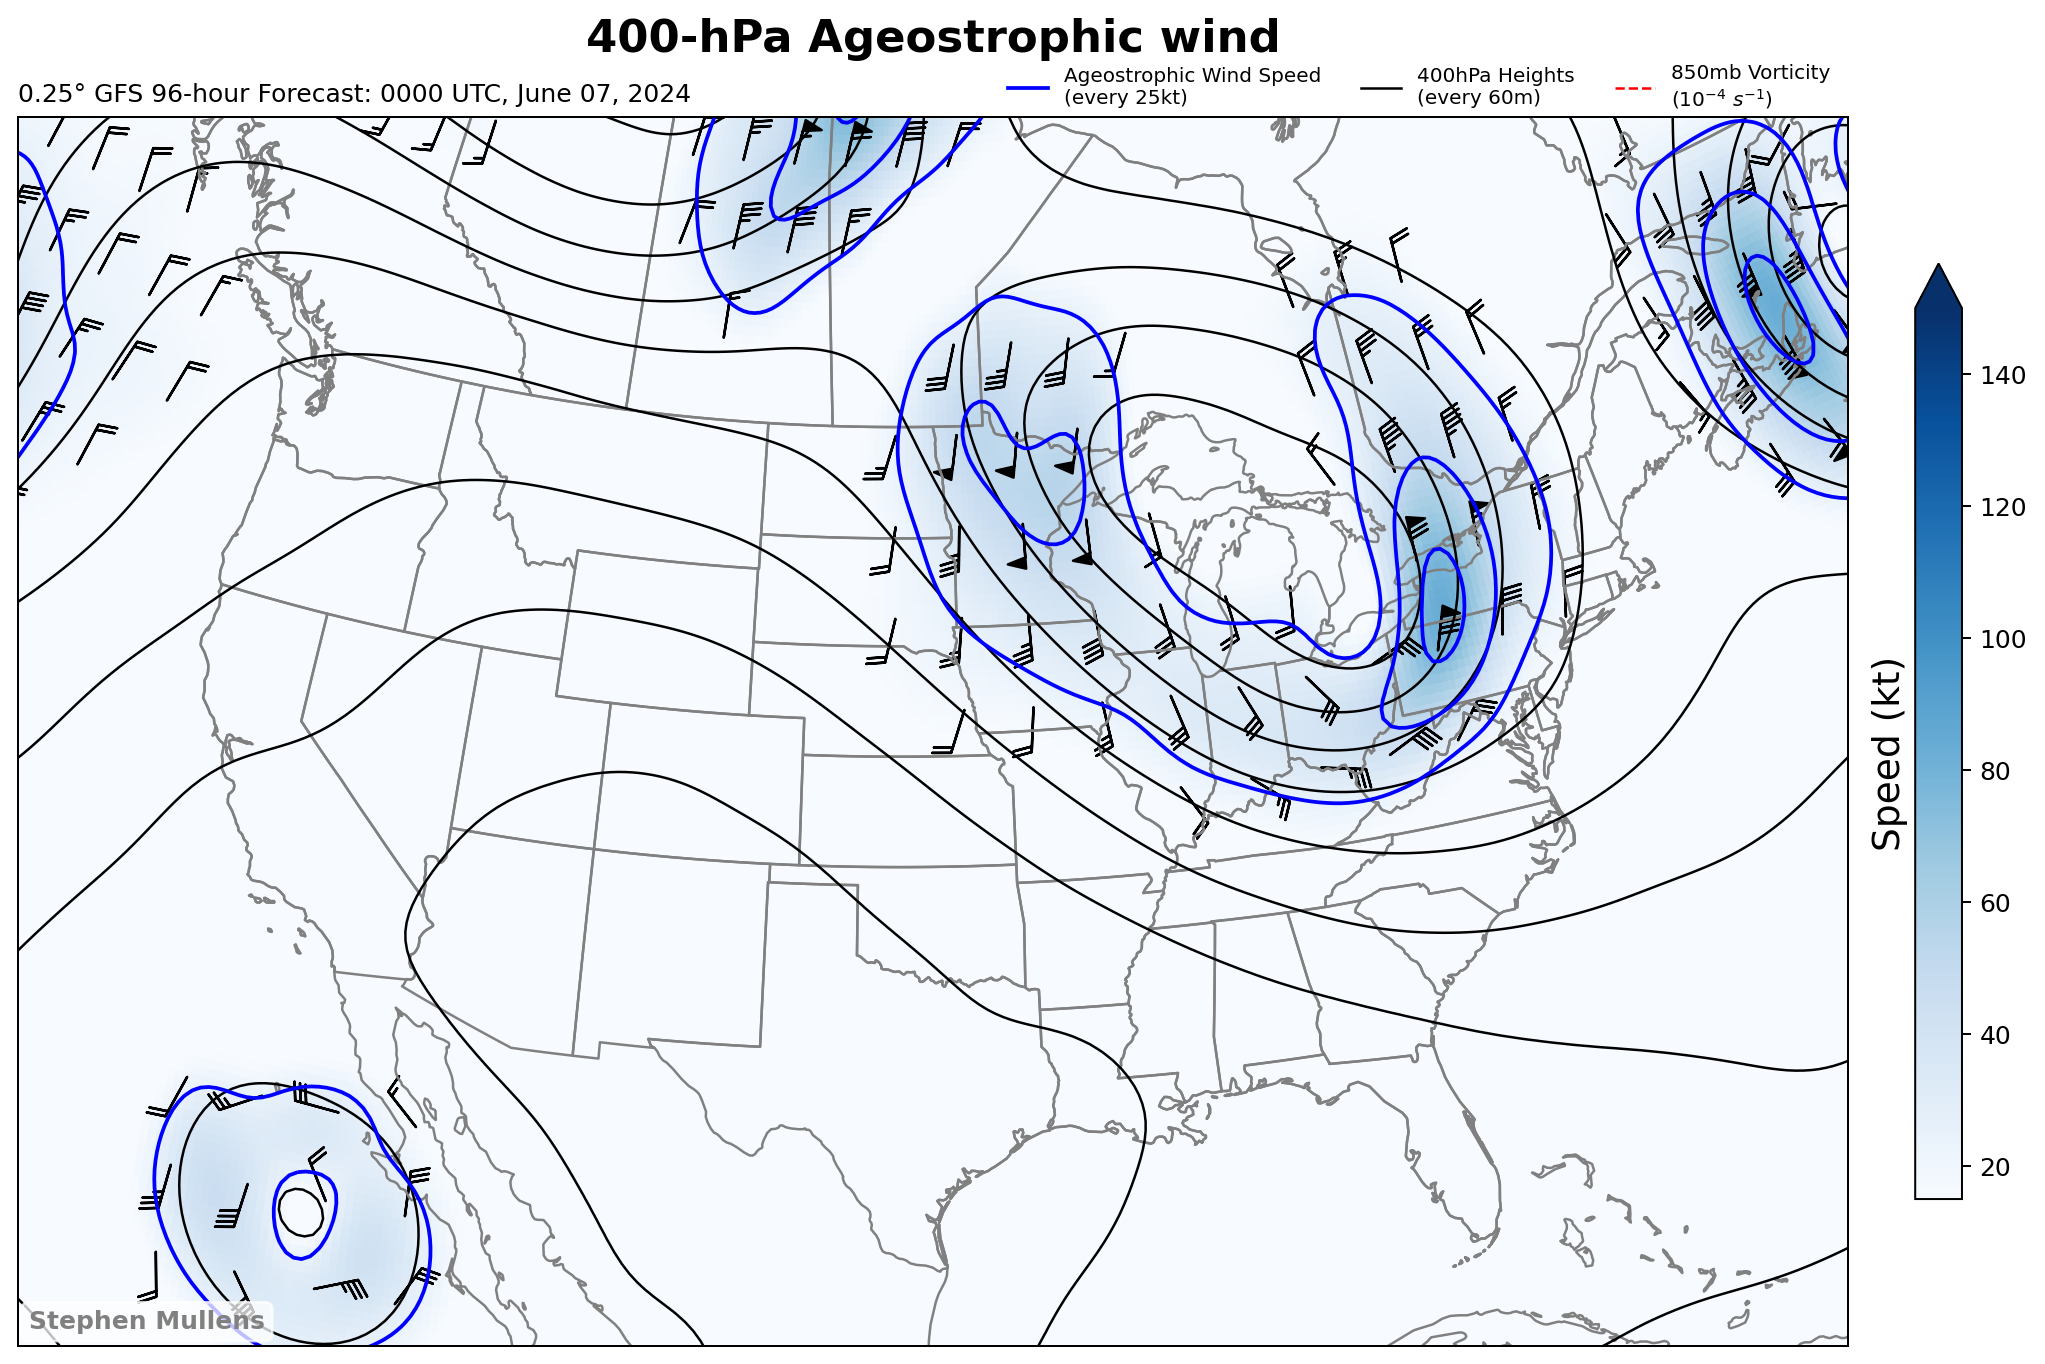 400-hPa Ageostrophic wind
0.25° GFS 96-hour Forecast: 0000 UTC, June 07, 2024
Ageostrophic Wind Speed
(every 25kt)
400hPa Heights
(every 60m)
850mb Vorticity
(10⁻⁴ s⁻¹)
140
120
100
80
60
40
20
Speed (kt)
Stephen Mullens